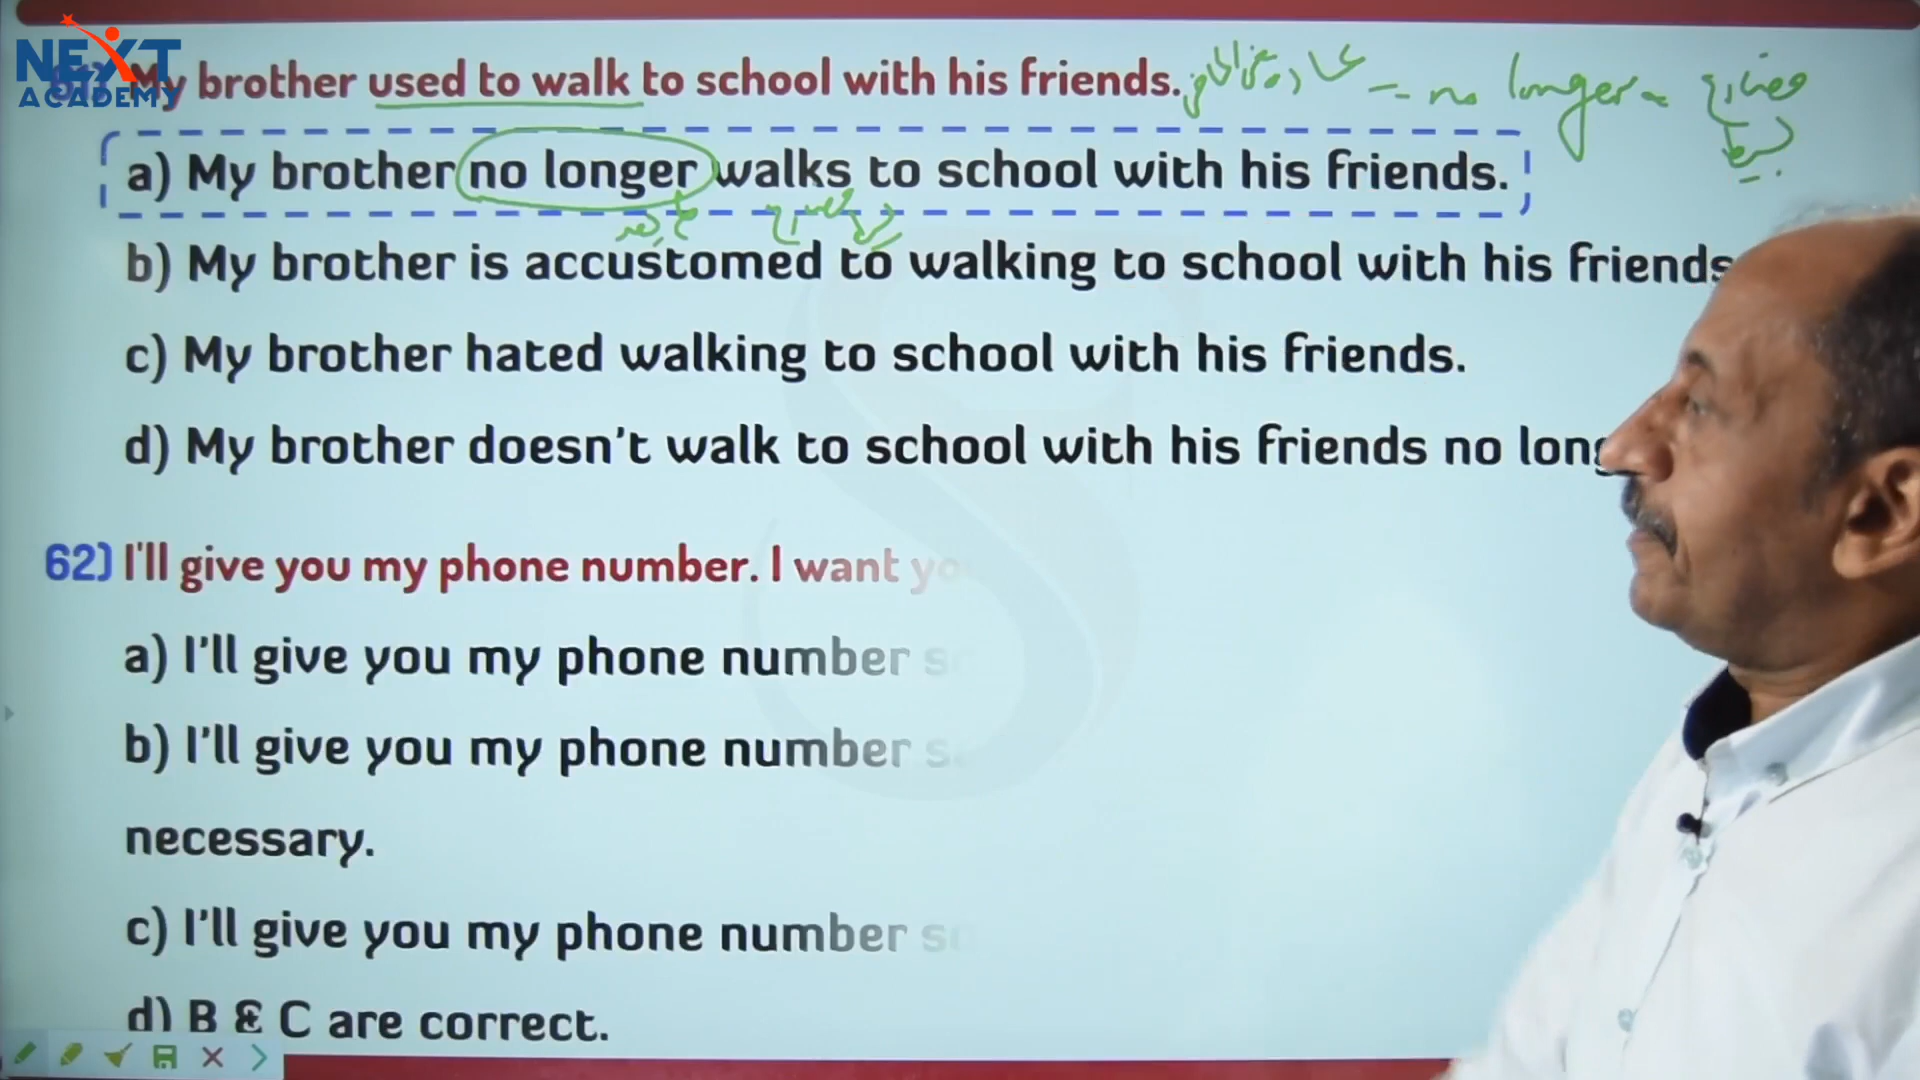 NEXT
ACADEMY
My brother used to walk to school with his friends. no longer
a) My brother no longer walks to school with his friends.
b) My brother is accustomed to walking to school with his friends
c) My brother hated walking to school with his friends.
d) My brother doesn't walk to school with his friends no
62) I'll give you my phone number. I want
a) I'll give you my phone number
b) I'll give you my phone number
necessary.
c) I'll give you my phone number
d) B & C are correct.